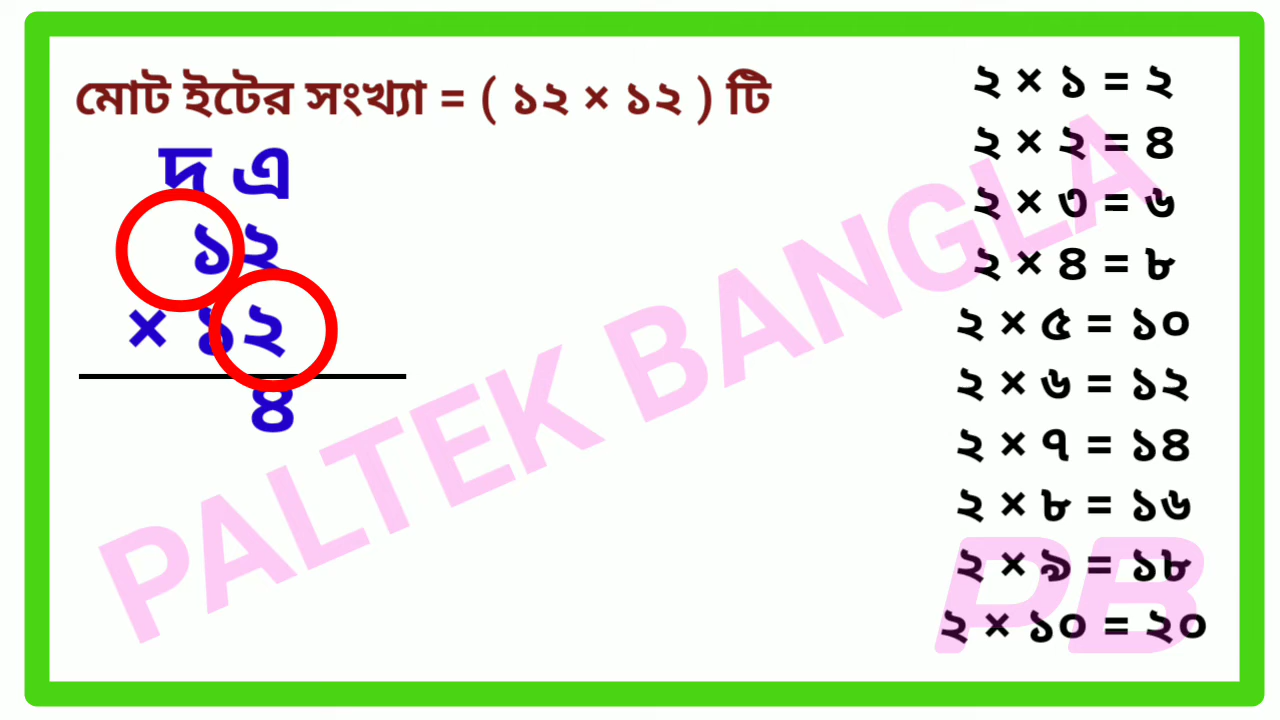 মোট ইটের সংখ্যা = ( ১২ × ১২ ) টি
দ এ
১২
× ১২
৪
২ × ১ = ২
২ × ২ = ৪
২ × ৩ = ৬
২ × ৪ = ৮
২ × ৫ = ১০
২ × ৬ = ১২
২ × ৭ = ১৪
২ × ৮ = ১৬
২ × ৯ = ১৮
২ × ১০ = ২০
PALTEK BANGLA
PB